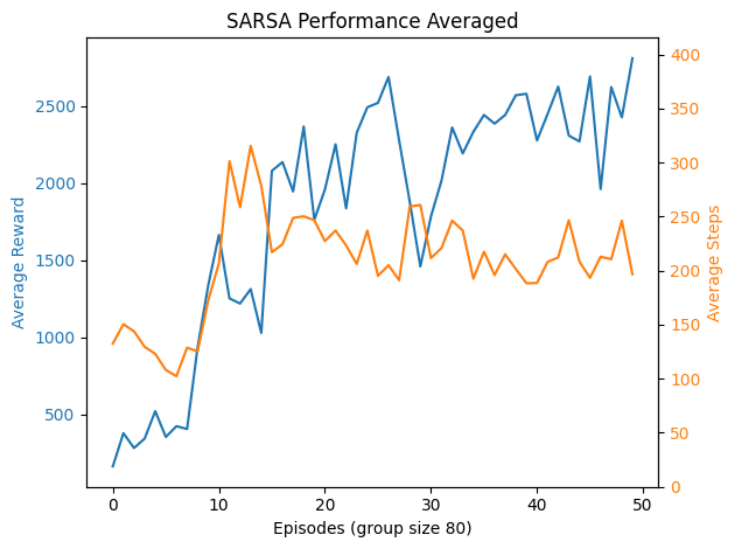 SARSA Performance Averaged
Average Reward
2500
2000
1500
1000
500
400
350
300
250
200
150
100
50
0
Average Steps
0 10 20 30 40 50
Episodes (group size 80)